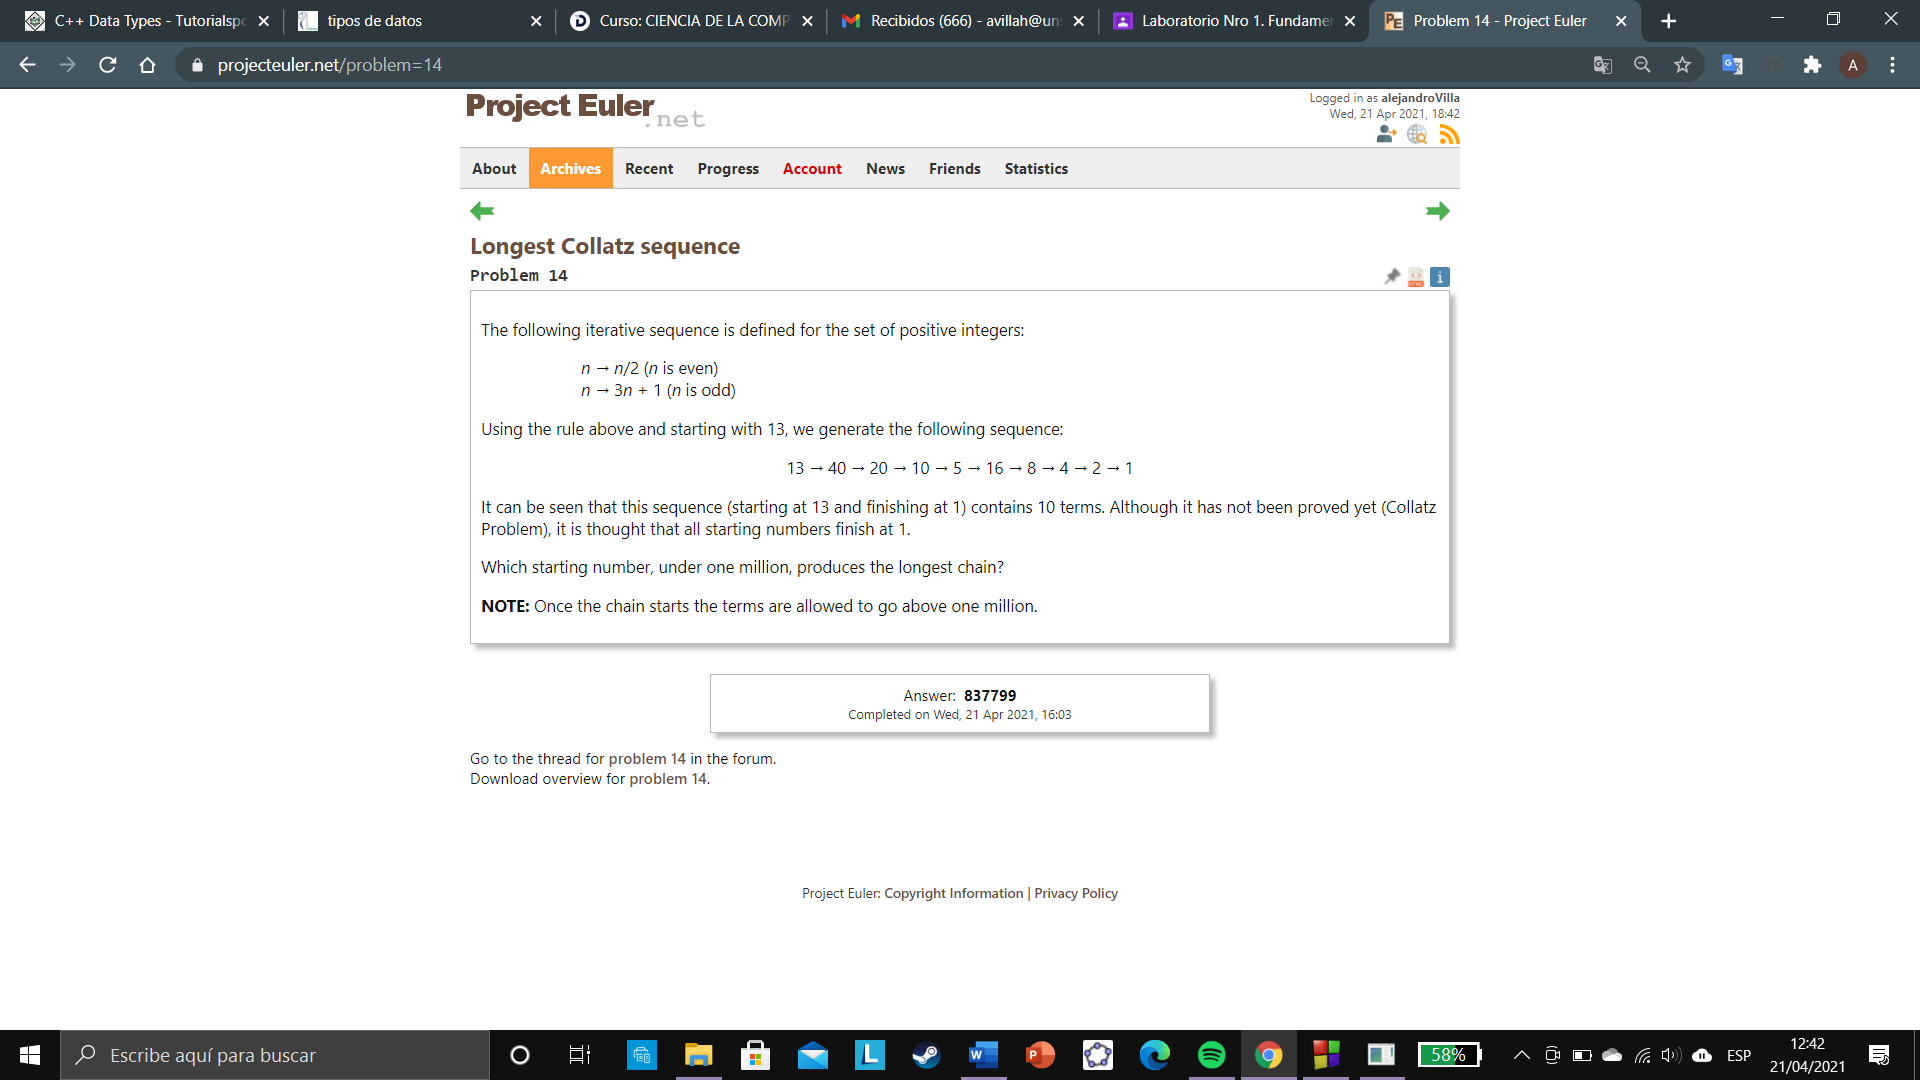 C++ Data Types - Tutorialspo
tipos de datos
Curso: CIENCIA DE LA COMP
Recibidos (666) - avillah@uns
Laboratorio Nro 1. Fundamen
Problem 14 - Project Euler
projecteuler.net/problem=14
A
Project Euler
.net
Logged in as alejandroVilla
Wed, 21 Apr 2021, 18:42
About Archives Recent Progress Account News Friends Statistics
Longest Collatz sequence
Problem 14
The following iterative sequence is defined for the set of positive integers:
n → n/2 (n is even)
n → 3n + 1 (n is odd)
Using the rule above and starting with 13, we generate the following sequence:
13 → 40 → 20 → 10 → 5 → 16 → 8 → 4 → 2 → 1
It can be seen that this sequence (starting at 13 and finishing at 1) contains 10 terms. Although it has not been proved yet (Collatz
Problem), it is thought that all starting numbers finish at 1.
Which starting number, under one million, produces the longest chain?
NOTE: Once the chain starts the terms are allowed to go above one million.
Answer: 837799
Completed on Wed, 21 Apr 2021, 16:03
Go to the thread for problem 14 in the forum.
Download overview for problem 14.
Project Euler: Copyright Information | Privacy Policy
Escribe aquí para buscar
58%
ESP
12:42
21/04/2021